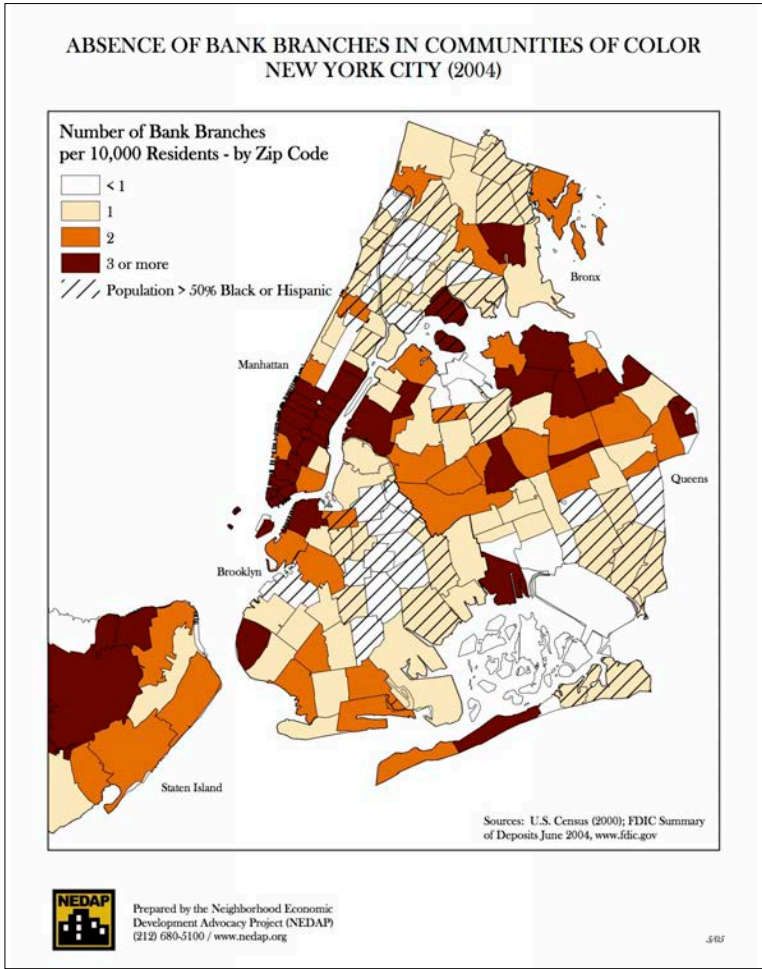 ABSENCE OF BANK BRANCHES IN COMMUNITIES OF COLOR
NEW YORK CITY (2004)
Number of Bank Branches
per 10,000 Residents - by Zip Code
< 1
1
2
3 or more
Population > 50% Black or Hispanic
Bronx
Manhattan
Queens
Brooklyn
Staten Island
Sources: U.S. Census (2000); FDIC Summary
of Deposits June 2004, www.fdic.gov
NEDAP
Prepared by the Neighborhood Economic
Development Advocacy Project (NEDAP)
(212) 680-5100 / www.nedap.org
5/05